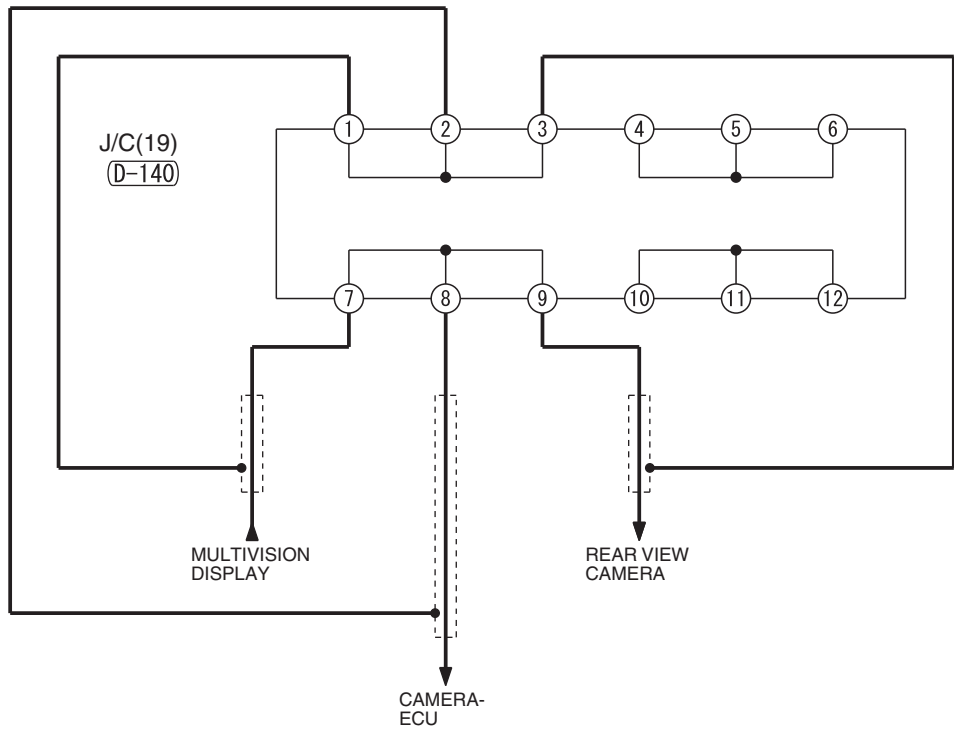 1
2
3
4
5
6
J/C(19)
D-140
7
8
9
10
11
12
MULTIVISION
DISPLAY
REAR VIEW
CAMERA
CAMERA-
ECU